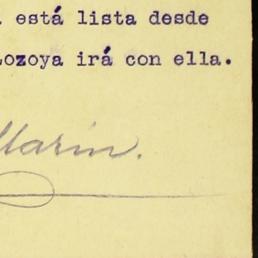 está lista desde
Lozoya irá con ella.
Marín.